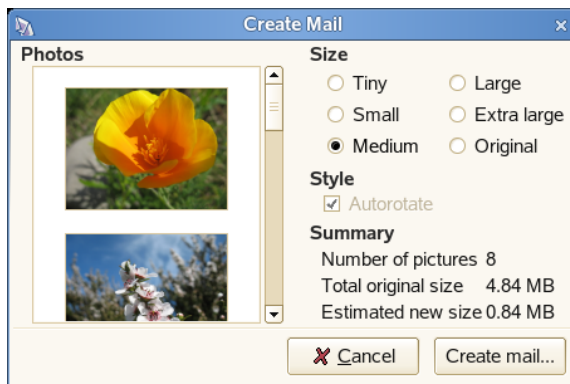 Create Mail
Photos
Size
Tiny
Large
Small
Extra large
Medium
Original
Style
Autorotate
Summary
Number of pictures 8
Total original size 4.84 MB
Estimated new size 0.84 MB
Cancel
Create mail...